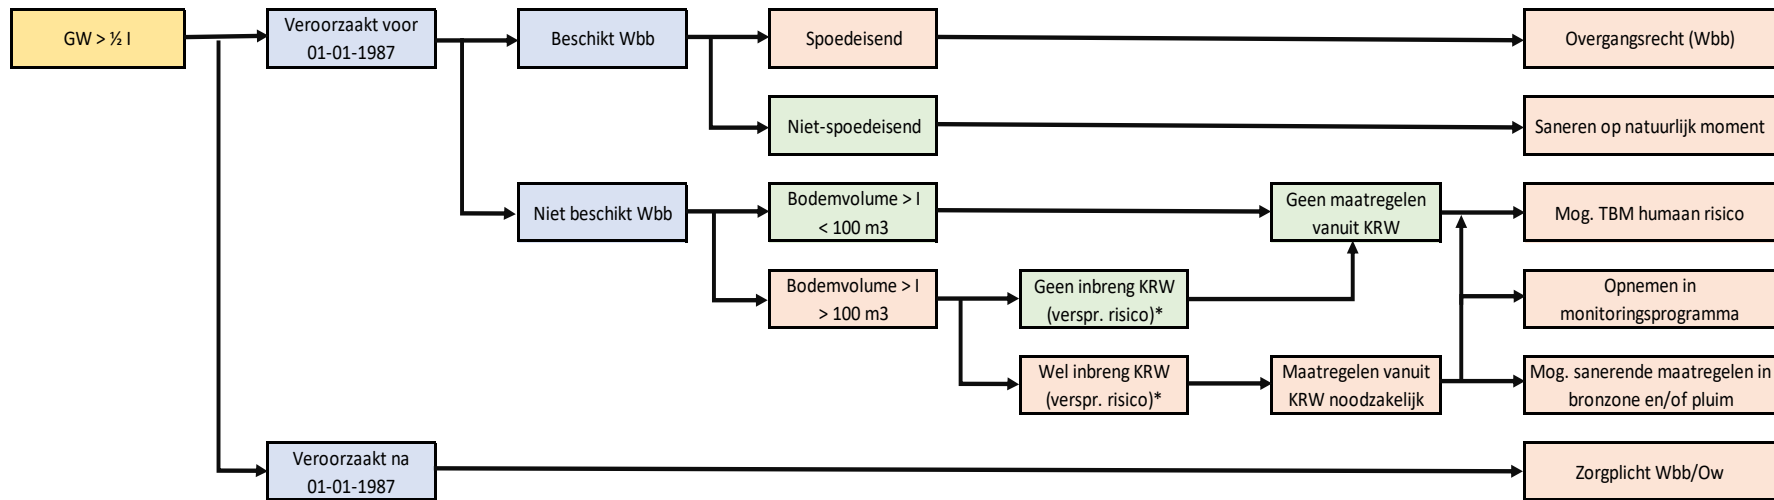 GW > ½ I
Veroorzaakt voor
01-01-1987
Beschikt Wbb
Spoedeisend
Overgangsrecht (Wbb)
Niet-spoedeisend
Saneren op natuurlijk moment
Niet beschikt Wbb
Bodemvolume > I
< 100 m3
Geen maatregelen
vanuit KRW
Mog. TBM humaan risico
Bodemvolume > I
> 100 m3
Geen inbreng KRW
(verspr. risico)*
Opnemen in
monitoringsprogramma
Wel inbreng KRW
(verspr. risico)*
Maatregelen vanuit
KRW noodzakelijk
Mog. sanerende maatregelen in
bronzone en/of pluim
Veroorzaakt na
01-01-1987
Zorgplicht Wbb/Ow